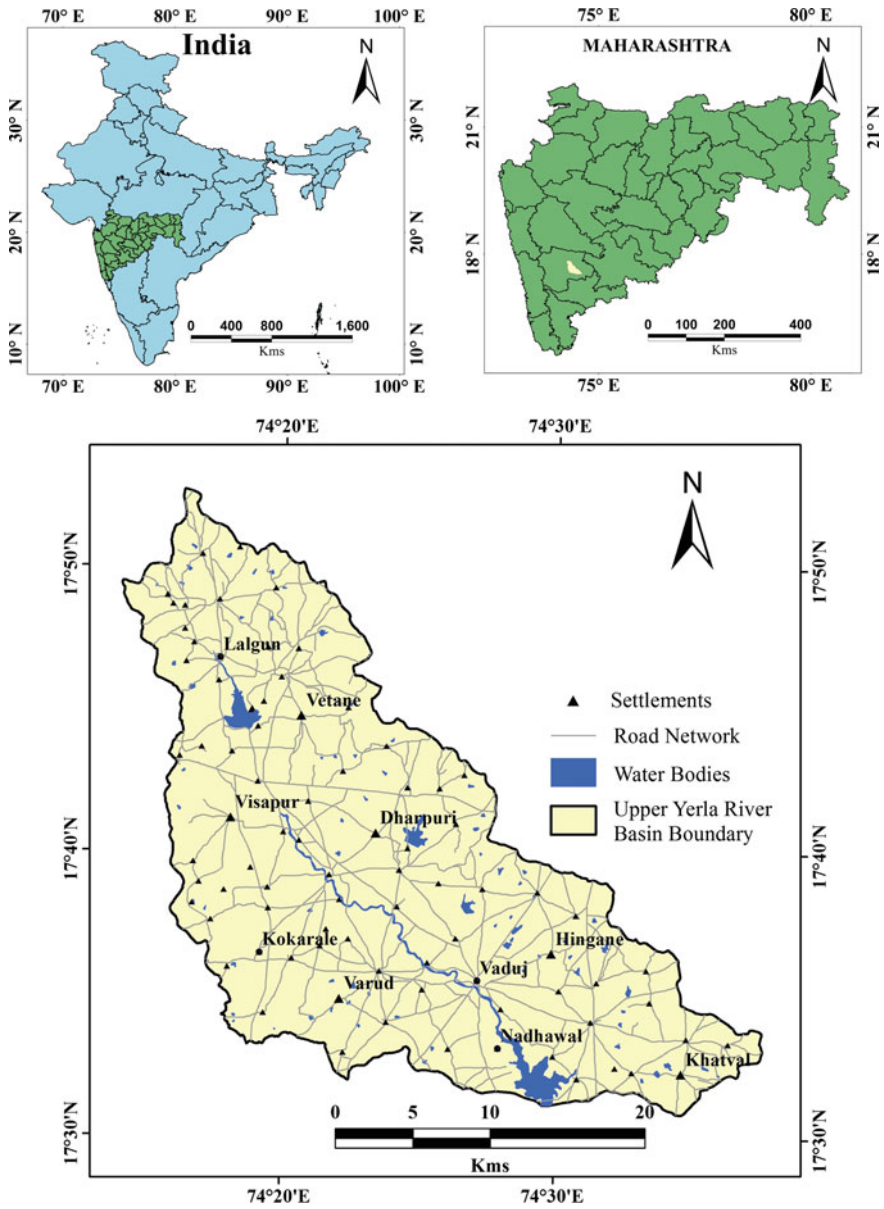 70° E 80° E 90° E 100° E
India
N
30° N
20° N
10° N
30° N
20° N
10° N
0 400 800 1,600
Kms
70° E 80° E 90° E 100° E
75° E 80° E
MAHARASHTRA
N
21° N
18° N
21° N
18° N
0 100 200 400
Kms
75° E 80° E
74°20'E 74°30'E
N
17°50'N
17°40'N
17°30'N
17°50'N
17°40'N
17°30'N
Lalgun
Vetane
Visapur
Dharpuri
Kokarale
Hingane
Vaduj
Varud
Nadhawal
Khatval
Settlements
Road Network
Water Bodies
Upper Yerla River
Basin Boundary
0 5 10 20
Kms
74°20'E 74°30'E